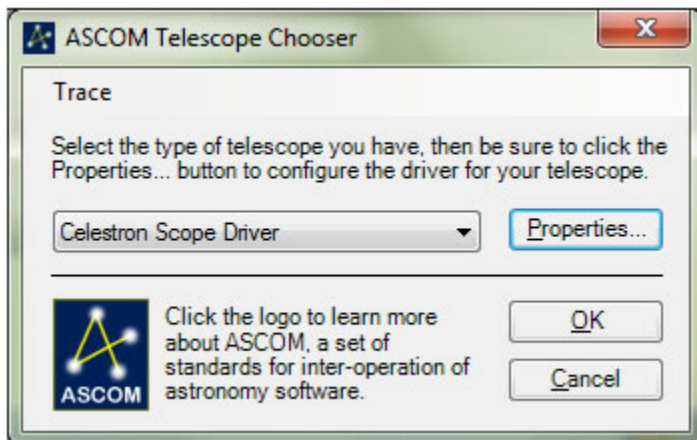 ASCOM Telescope Chooser
Trace
Select the type of telescope you have, then be sure to click the
Properties... button to configure the driver for your telescope.
Celestron Scope Driver
Properties...
Click the logo to learn more
about ASCOM, a set of
standards for inter-operation of
astronomy software.
ASCOM
OK
Cancel